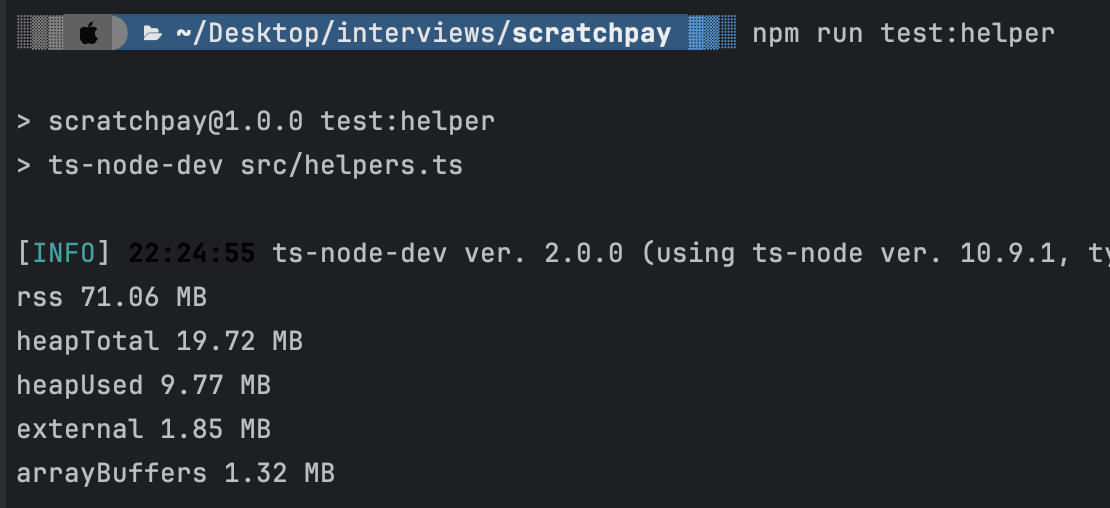 ~/Desktop/interviews/scratchpay npm run test:helper
> scratchpay@1.0.0 test:helper
> ts-node-dev src/helpers.ts
[INFO] 22:24:55 ts-node-dev ver. 2.0.0 (using ts-node ver. 10.9.1, ty
rss 71.06 MB
heapTotal 19.72 MB
heapUsed 9.77 MB
external 1.85 MB
arrayBuffers 1.32 MB